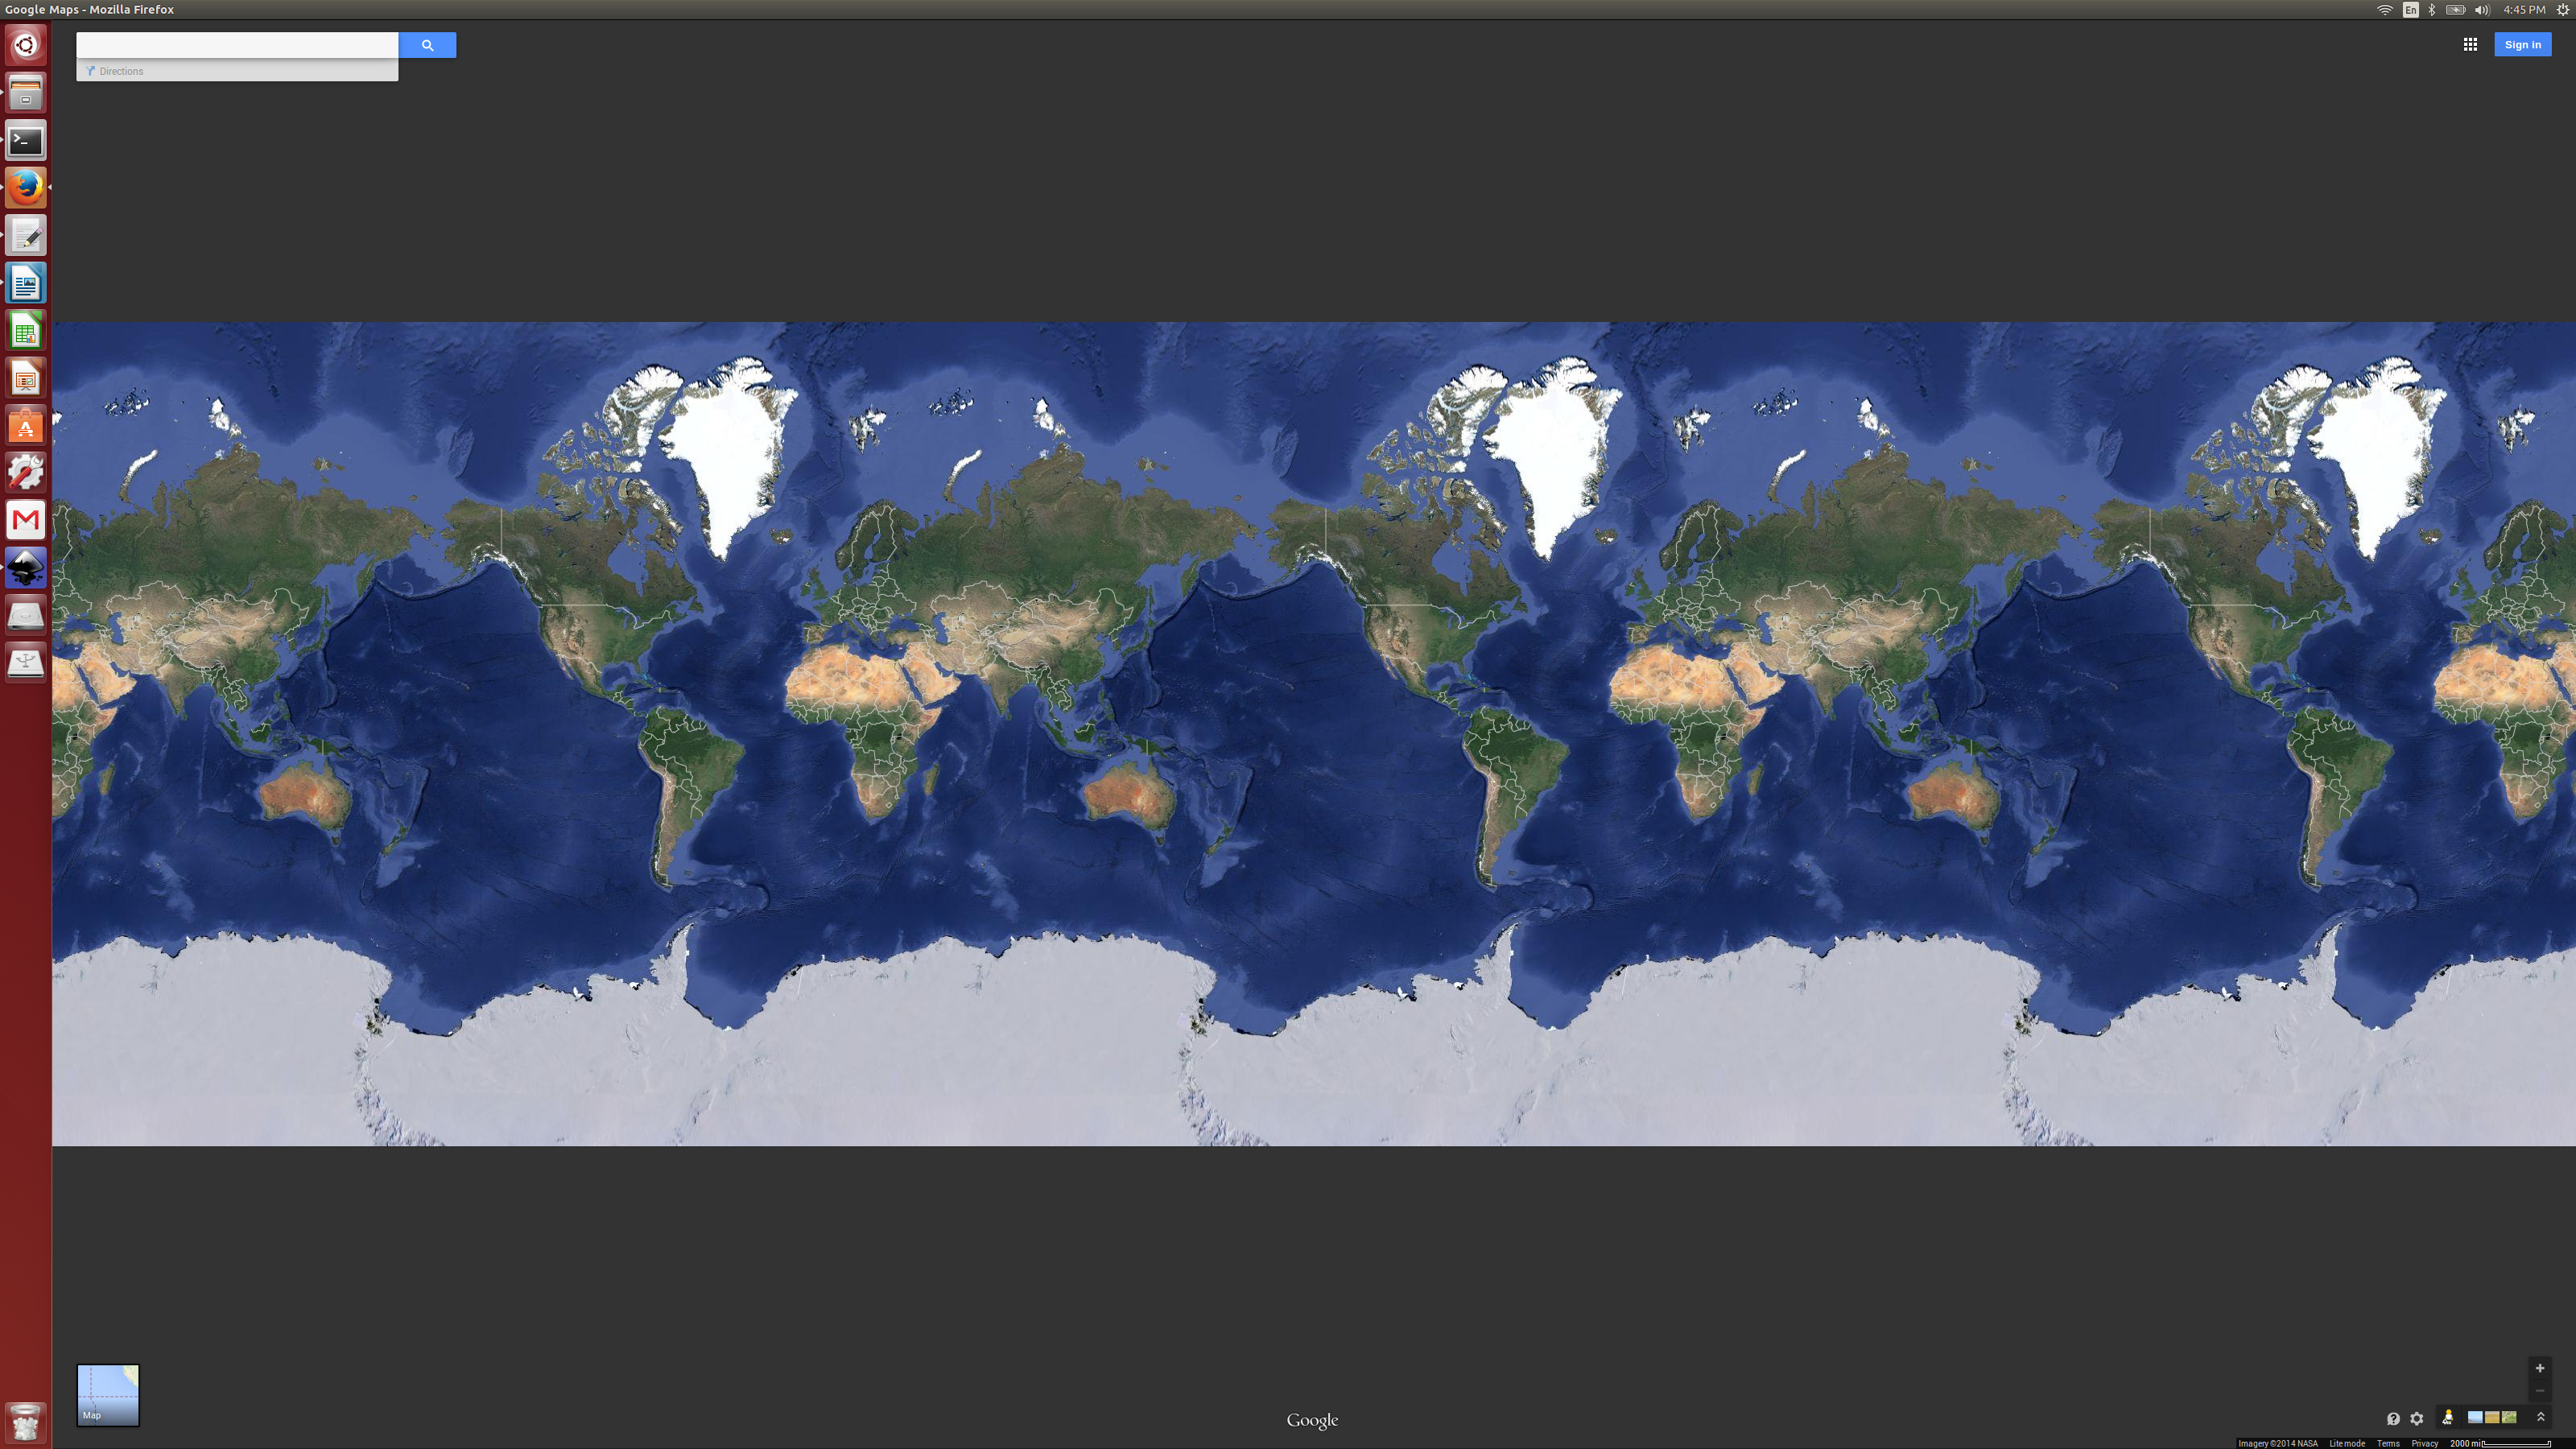 Google Maps - Mozilla Firefox
En
4:45 PM
Sign in
Directions
Map
Google
Imagery ©2014 NASA Lite mode Terms Privacy 2000 mi